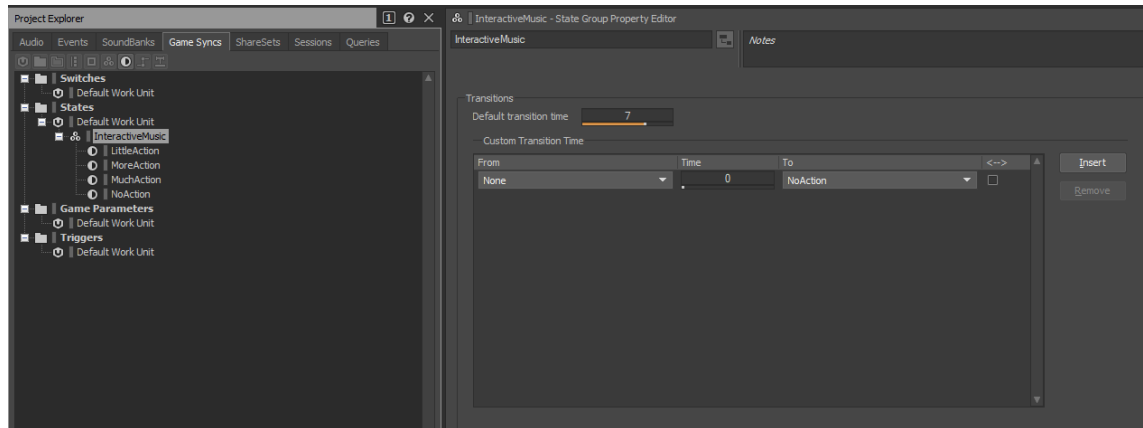 Project Explorer
1
Audio Events SoundBanks Game Syncs ShareSets Sessions Queries
Switches
Default Work Unit
States
Default Work Unit
InteractiveMusic
LittleAction
MoreAction
MuchAction
NoAction
Game Parameters
Default Work Unit
Triggers
Default Work Unit
InteractiveMusic - State Group Property Editor
InteractiveMusic
Notes
Transitions
Default transition time 7
Custom Transition Time
From Time To <-->
None 0 NoAction
Insert
Remove